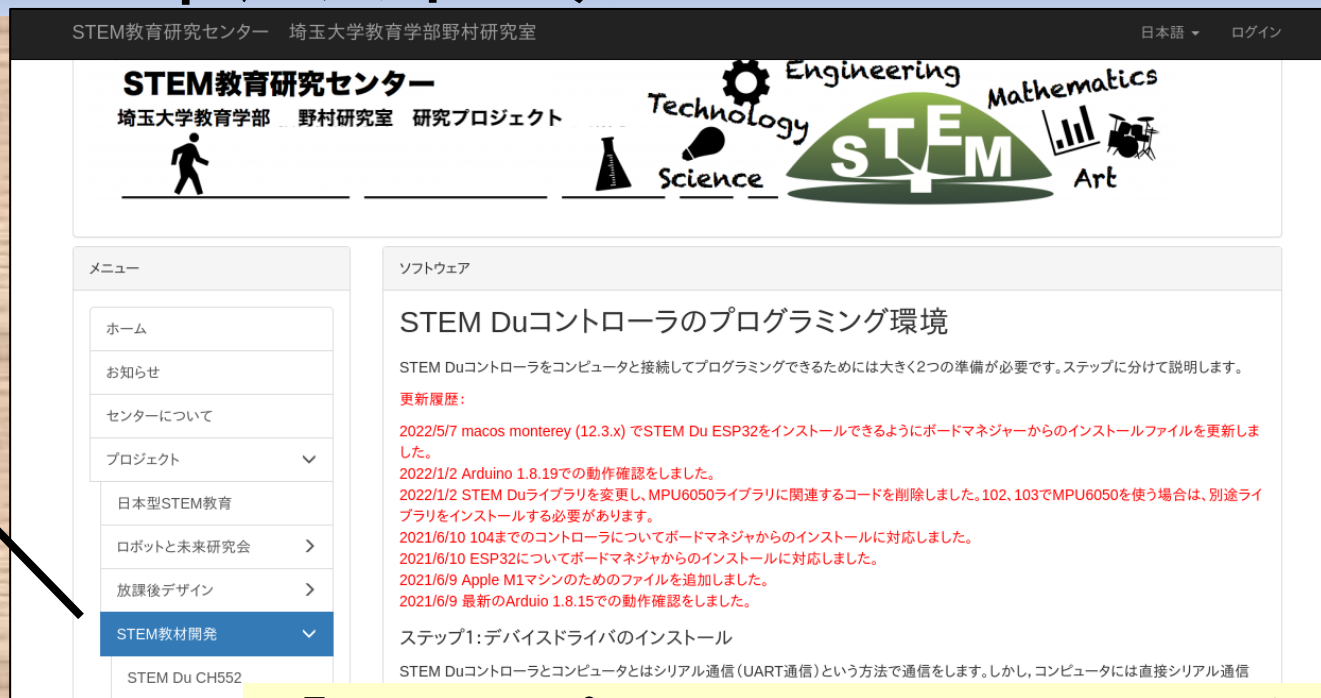 STEM教育研究センター 埼玉大学教育学部野村研究室
日本語
ログイン
STEM教育研究センター
埼玉大学教育学部 野村研究室 研究プロジェクト
Engineering
Technology
Mathematics
STEM
Science
Art
メニュー
ホーム
お知らせ
センターについて
プロジェクト
日本型STEM教育
ロボットと未来研究会
放課後デザイン
STEM教材開発
STEM Du CH552
ソフトウェア
STEM Duコントローラのプログラミング環境
STEM Duコントローラをコンピュータと接続してプログラミングできるためには大きく2つの準備が必要です。ステップに分けて説明します。
更新履歴：
2022/5/7 macos monterey (12.3.x) でSTEM Du ESP32をインストールできるようにボードマネジャーからのインストールファイルを更新しま
した。
2022/1/2 Arduino 1.8.19での動作確認をしました。
2022/1/2 STEM Duライブラリを変更し、MPU6050ライブラリに関連するコードを削除しました。102、103でMPU6050を使う場合は、別途ライ
ブラリをインストールする必要があります。
2021/6/10 104までのコントローラについてボードマネジャからのインストールに対応しました。
2021/6/10 ESP32についてボードマネジャからのインストールに対応しました。
2021/6/9 Apple M1マシンのためのファイルを追加しました。
2021/6/9 最新のArduio 1.8.15での動作確認をしました。
ステップ1：デバイスドライバのインストール
STEM Duコントローラとコンピュータとはシリアル通信（UART通信）という方法で通信をします。しかし，コンピュータには直接シリアル通信